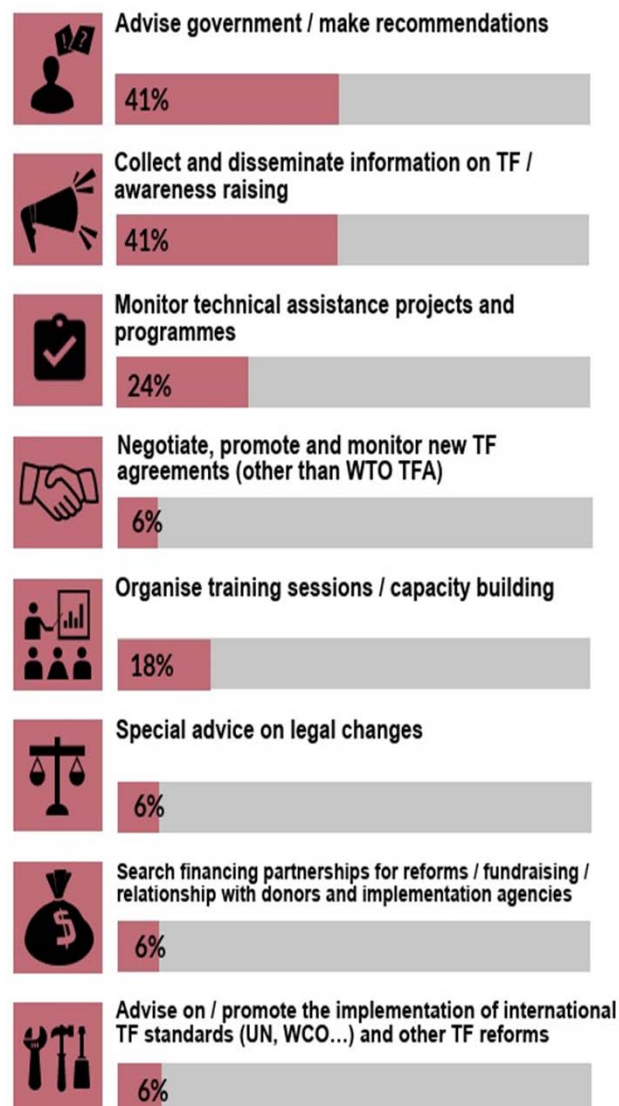 Advise government / make recommendations
41%
Collect and disseminate information on TF /
awareness raising
41%
Monitor technical assistance projects and
programmes
24%
Negotiate, promote and monitor new TF
agreements (other than WTO TFA)
6%
Organise training sessions / capacity building
18%
Special advice on legal changes
6%
Search financing partnerships for reforms / fundraising /
relationship with donors and implementation agencies
6%
Advise on / promote the implementation of international
TF standards (UN, WCO...) and other TF reforms
6%